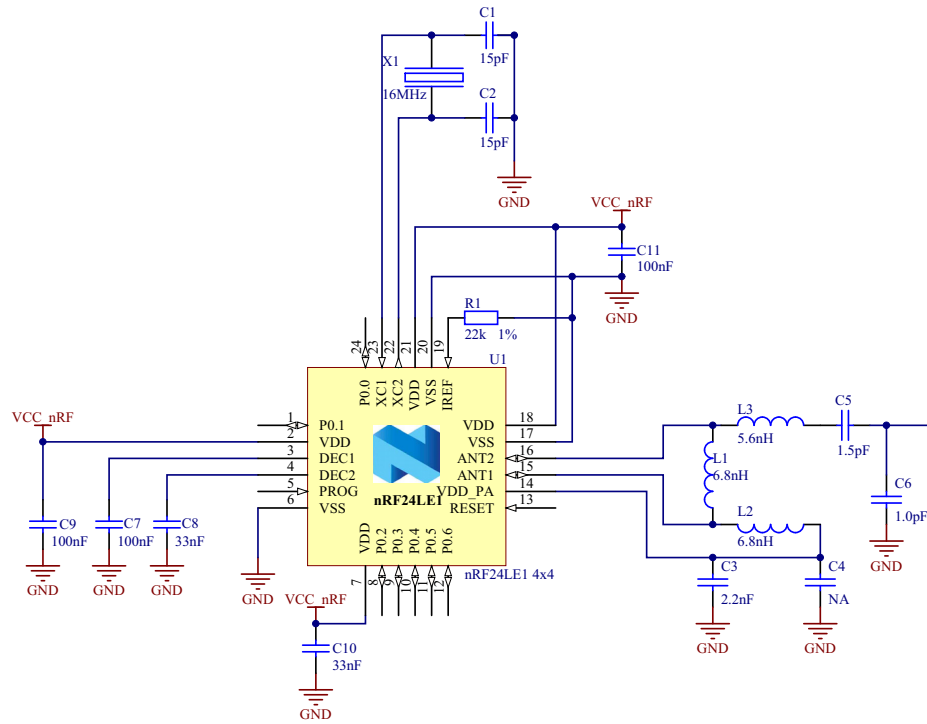 C1
15pF
X1
16MHz
C2
15pF
GND
VCC_nRF
C11
100nF
GND
R1
22k 1%
24
23
22
21
20
19
U1
P0.0
XC1
XC2
VDD
VSS
IREF
VCC_nRF
1
P0.1
VDD
18
2
VDD
VSS
17
3
DEC1
ANT2
16
4
DEC2
ANT1
15
5
PROG
VDD_PA
14
6
VSS
RESET
13
nRF24LE1
VDD
P0.2
P0.3
P0.4
P0.5
P0.6
7
8
9
10
11
12
nRF24LE1 4x4
C9
100nF
GND
C7
100nF
GND
C8
33nF
GND
GND
VCC_nRF
C10
33nF
GND
L3
5.6nH
C5
1.5pF
L1
6.8nH
L2
6.8nH
C6
1.0pF
GND
C3
2.2nF
GND
C4
NA
GND